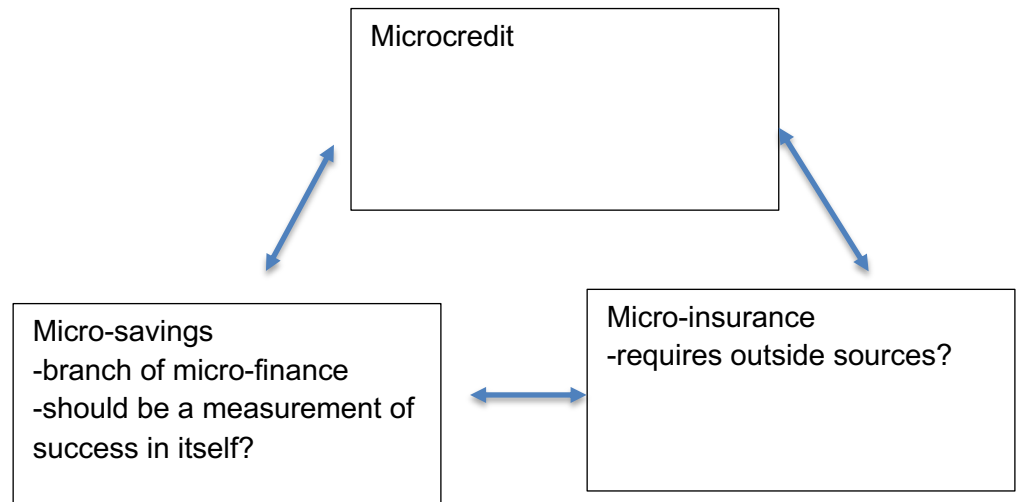 Microcredit
Micro-savings
-branch of micro-finance
-should be a measurement of
success in itself?
Micro-insurance
-requires outside sources?